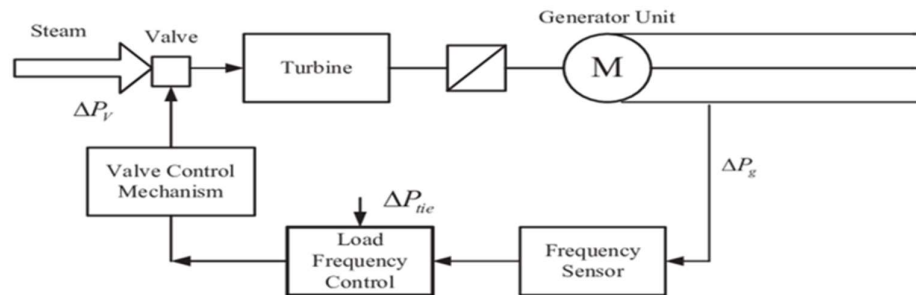 Generator Unit
Steam
Valve
Turbine
M
ΔP_V
Valve Control
Mechanism
ΔP_g
ΔP_tie
Load
Frequency
Control
Frequency
Sensor